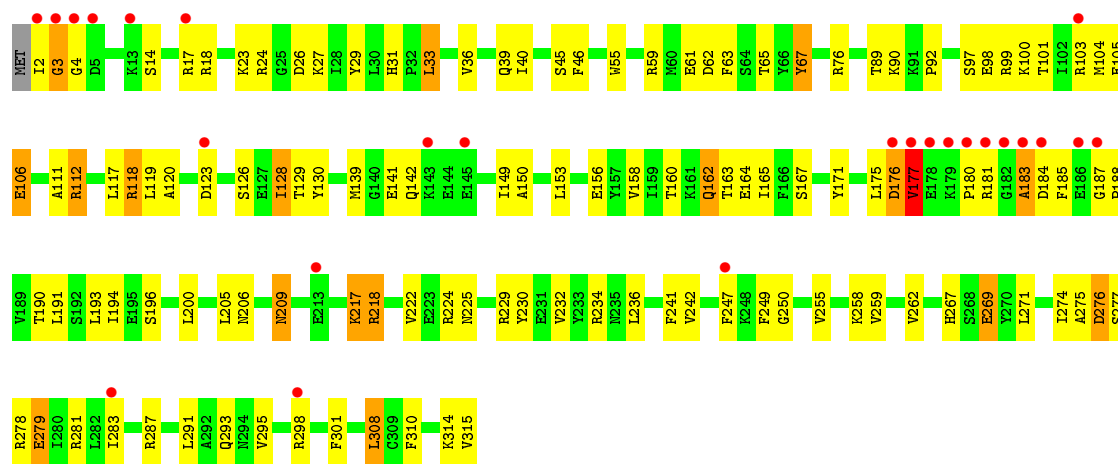 MET I2 G3 G4 D5 K13 S14 R17 R18 K23 R24 G25 D26 K27 I28 Y29 L30 H31 P32 L33 V36 Q39 I40 S45 F46 W55 R59 M60 E61 D62 F63 S64 T65 Y66 Y67 R76 T89 K90 K91 P92 S97 E98 R99 K100 T101 I102 R103 M104 E105
E106 A111 R112 L117 R118 L119 A120 D123 S126 E127 I128 T129 Y130 M139 G140 E141 Q142 K143 E144 E145 I149 A150 L153 E156 Y157 V158 I159 T160 K161 Q162 T163 E164 I165 F166 S167 Y171 L175 D176 V177 E178 K179 P180 R181 G182 A183 D184 F185 E186 G187 P188
V189 T190 L191 S192 L193 I194 E195 S196 L200 L205 N206 N209 E213 K217 R218 V222 E223 R224 N225 R229 Y230 E231 V232 Y233 R234 N235 L236 F241 V242 F247 K248 F249 G250 V255 K258 V259 V262 H267 S268 E269 Y270 L271 I274 A275 D276 S277
R278 E279 I280 R281 L282 I283 R287 L291 A292 Q293 N294 V295 R298 F301 L308 C309 F310 K314 V315